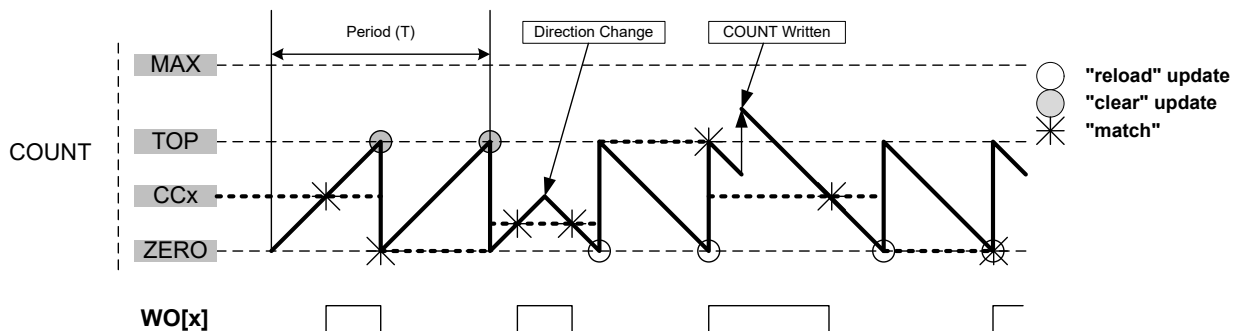 Period (T)
Direction Change
COUNT Written
MAX
"reload" update
"clear" update
TOP
"match"
COUNT
CCx
ZERO
WO[x]